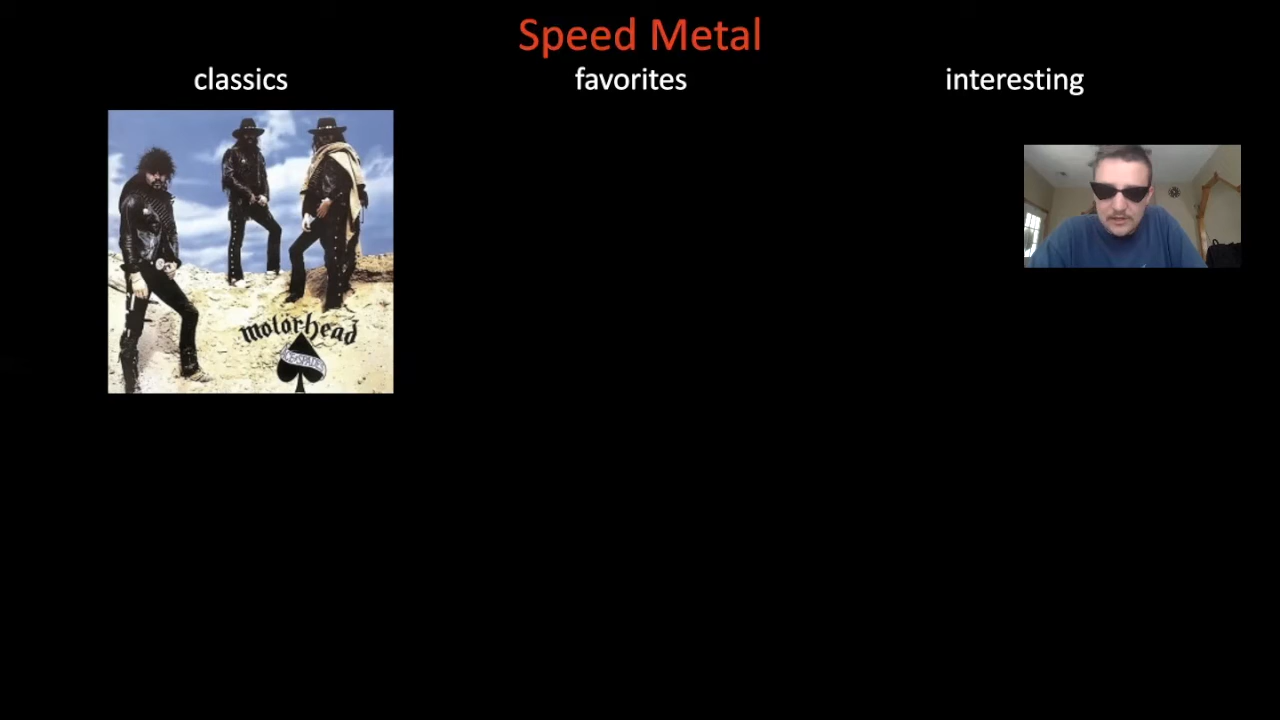 Speed Metal
classics
favorites
interesting
motörhead